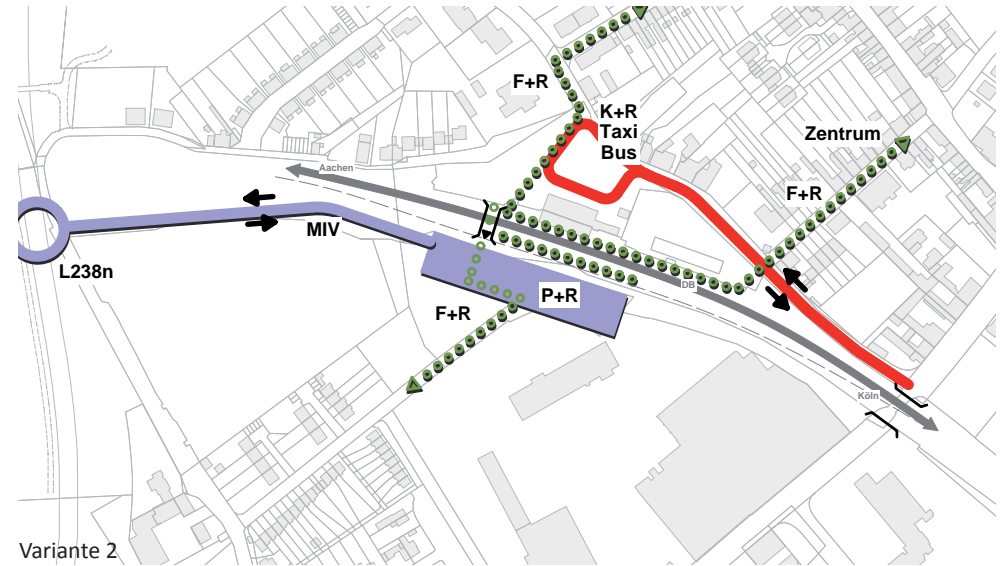 F+R
K+R
Taxi
Bus
Zentrum
Aachen
F+R
MIV
L238n
DB
P+R
F+R
Köln
Variante 2